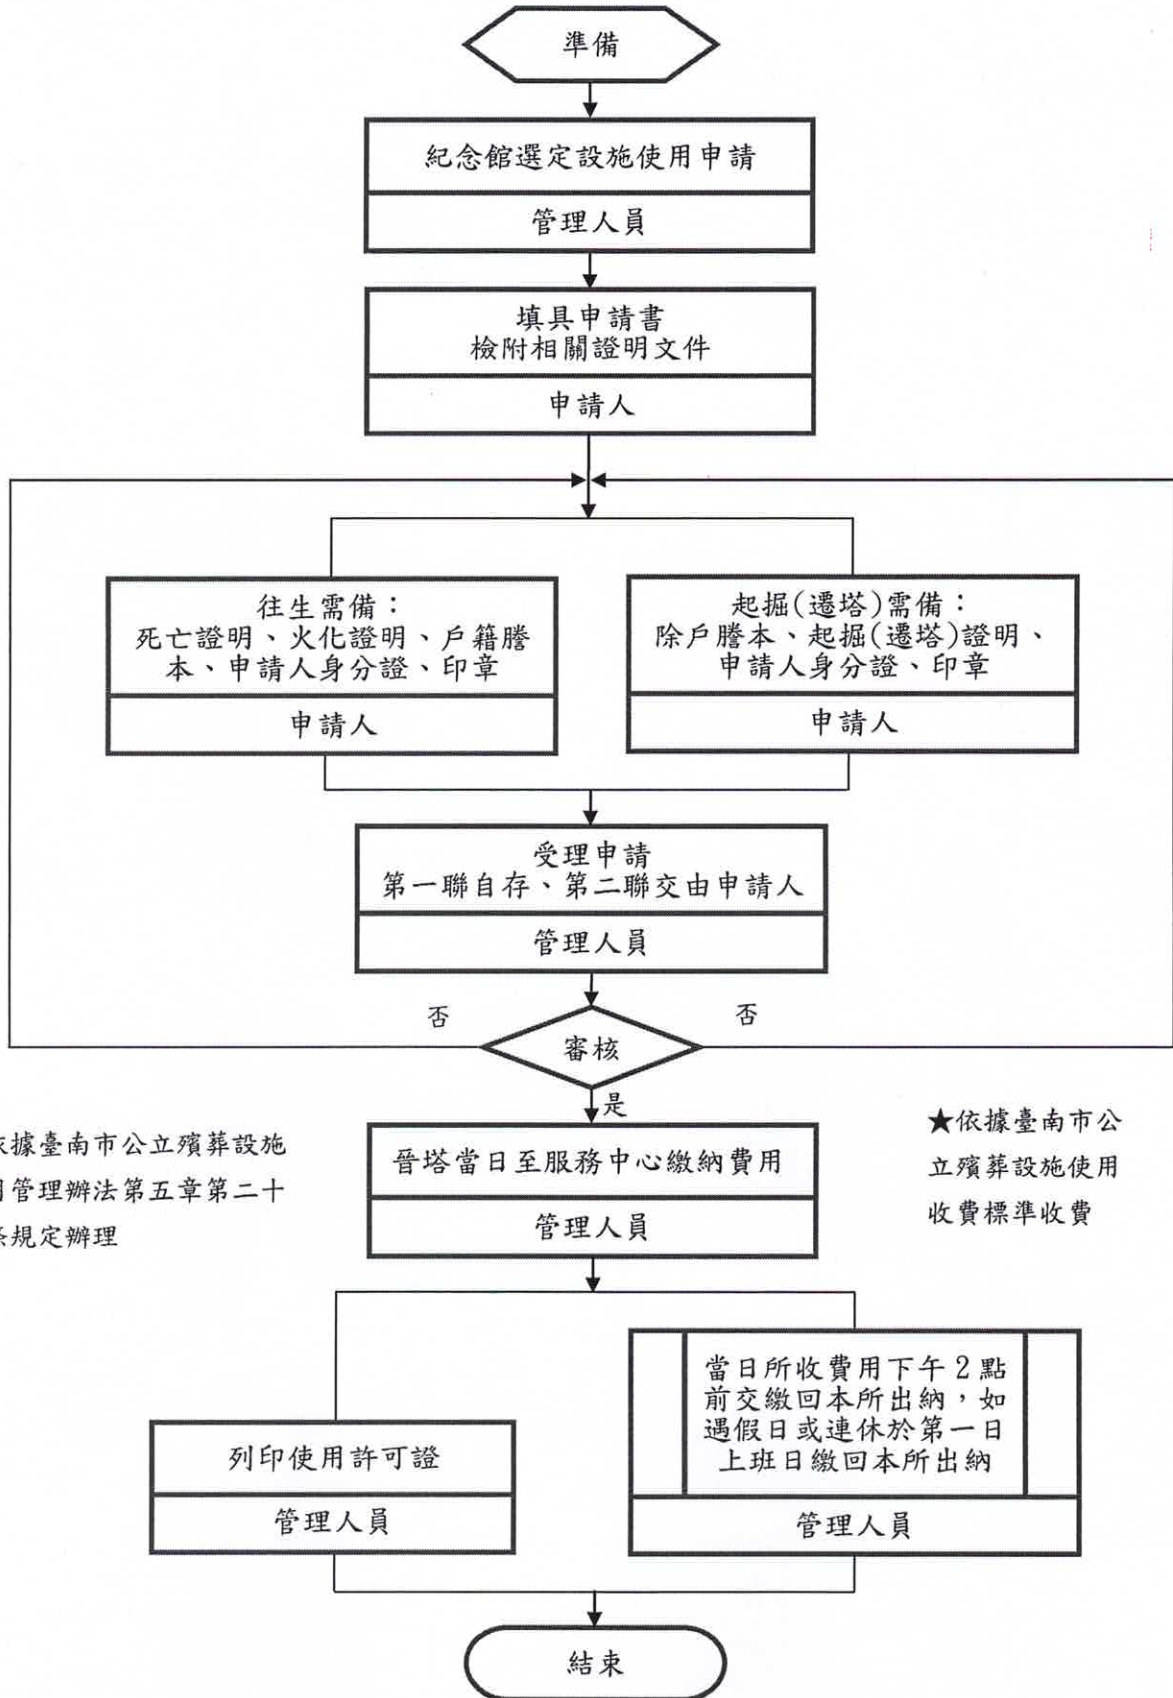 準備
紀念館選定設施使用申請
管理人員
填具申請書
檢附相關證明文件
申請人
往生需備：
死亡證明、火化證明、戶籍謄
本、申請人身分證、印章
申請人
起掘(遷塔)需備：
除戶謄本、起掘(遷塔)證明、
申請人身分證、印章
申請人
受理申請
第一聯自存、第二聯交由申請人
管理人員
否
否
審核
是
依據臺南市公立殯葬設施
管理辦法第五章第二十
規定辦理
晉塔當日至服務中心繳納費用
管理人員
★依據臺南市公
立殯葬設施使用
收費標準收費
列印使用許可證
管理人員
當日所收費用下午2點
前交繳回本所出納，如
遇假日或連休於第一日
上班日繳回本所出納
管理人員
結束